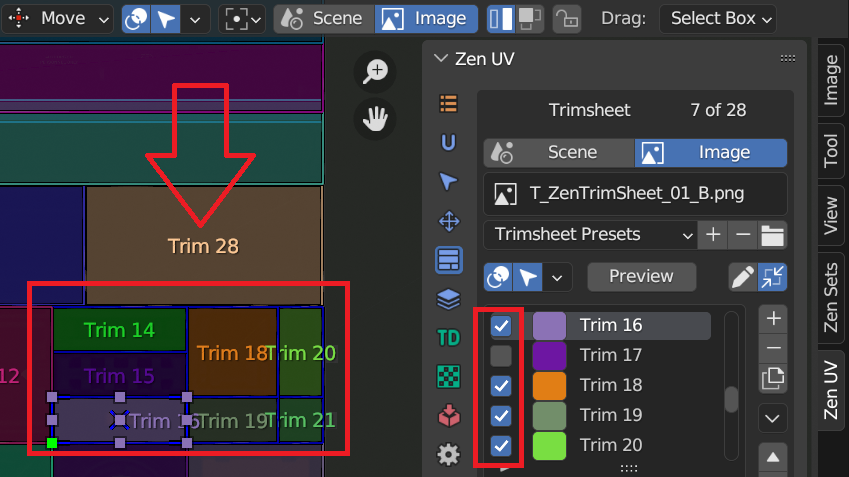 Move
Scene
Image
Drag:
Select Box
Zen UV
Trimsheet
7 of 28
Scene
Image
T_ZenTrimSheet_01_B.png
Trimsheet Presets
Preview
TD
Trim 16
Trim 17
Trim 18
Trim 19
Trim 20
Image
Tool
View
Zen Sets
Zen UV
Trim 28
Trim 14
Trim 18
Trim 20
Trim 15
12
Trim 16
Trim 19
Trim 21